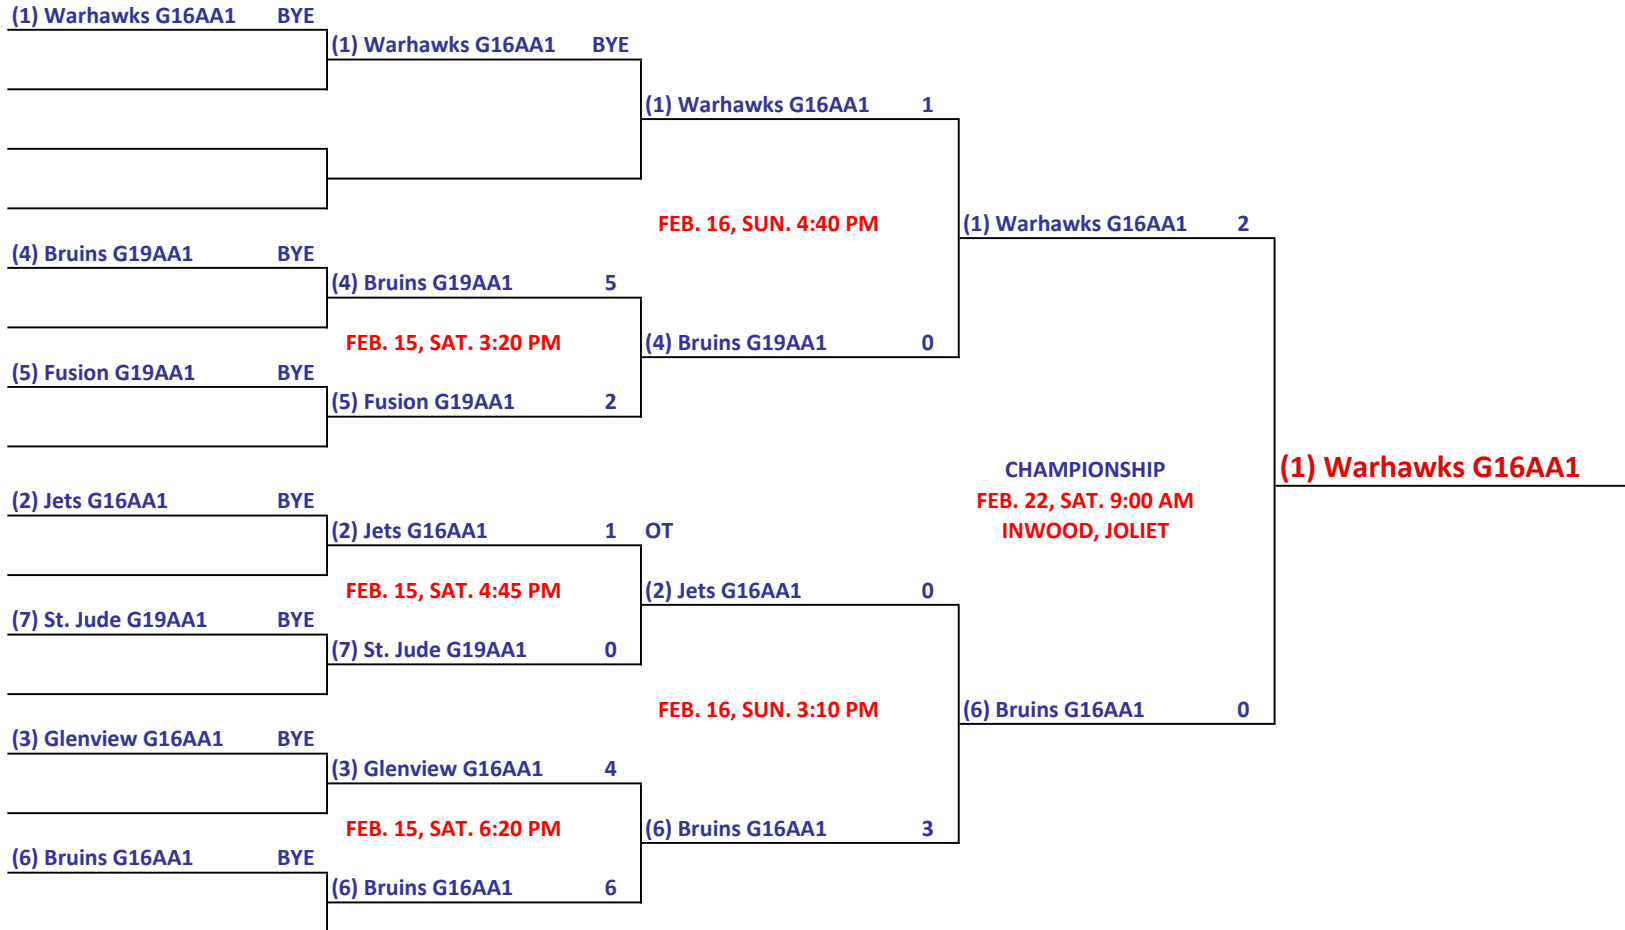 (1) Warhawks G16AA1 BYE
(1) Warhawks G16AA1 BYE
(1) Warhawks G16AA1 1
FEB. 16, SUN. 4:40 PM
(1) Warhawks G16AA1 2
(4) Bruins G19AA1 BYE
(4) Bruins G19AA1 5
FEB. 15, SAT. 3:20 PM
(4) Bruins G19AA1 0
(5) Fusion G19AA1 BYE
(5) Fusion G19AA1 2
CHAMPIONSHIP
FEB. 22, SAT. 9:00 AM
INWOOD, JOLIET
(1) Warhawks G16AA1
(2) Jets G16AA1 BYE
(2) Jets G16AA1 1 OT
FEB. 15, SAT. 4:45 PM
(2) Jets G16AA1 0
(7) St. Jude G19AA1 BYE
(7) St. Jude G19AA1 0
FEB. 16, SUN. 3:10 PM
(6) Bruins G16AA1 0
(3) Glenview G16AA1 BYE
(3) Glenview G16AA1 4
FEB. 15, SAT. 6:20 PM
(6) Bruins G16AA1 3
(6) Bruins G16AA1 BYE
(6) Bruins G16AA1 6